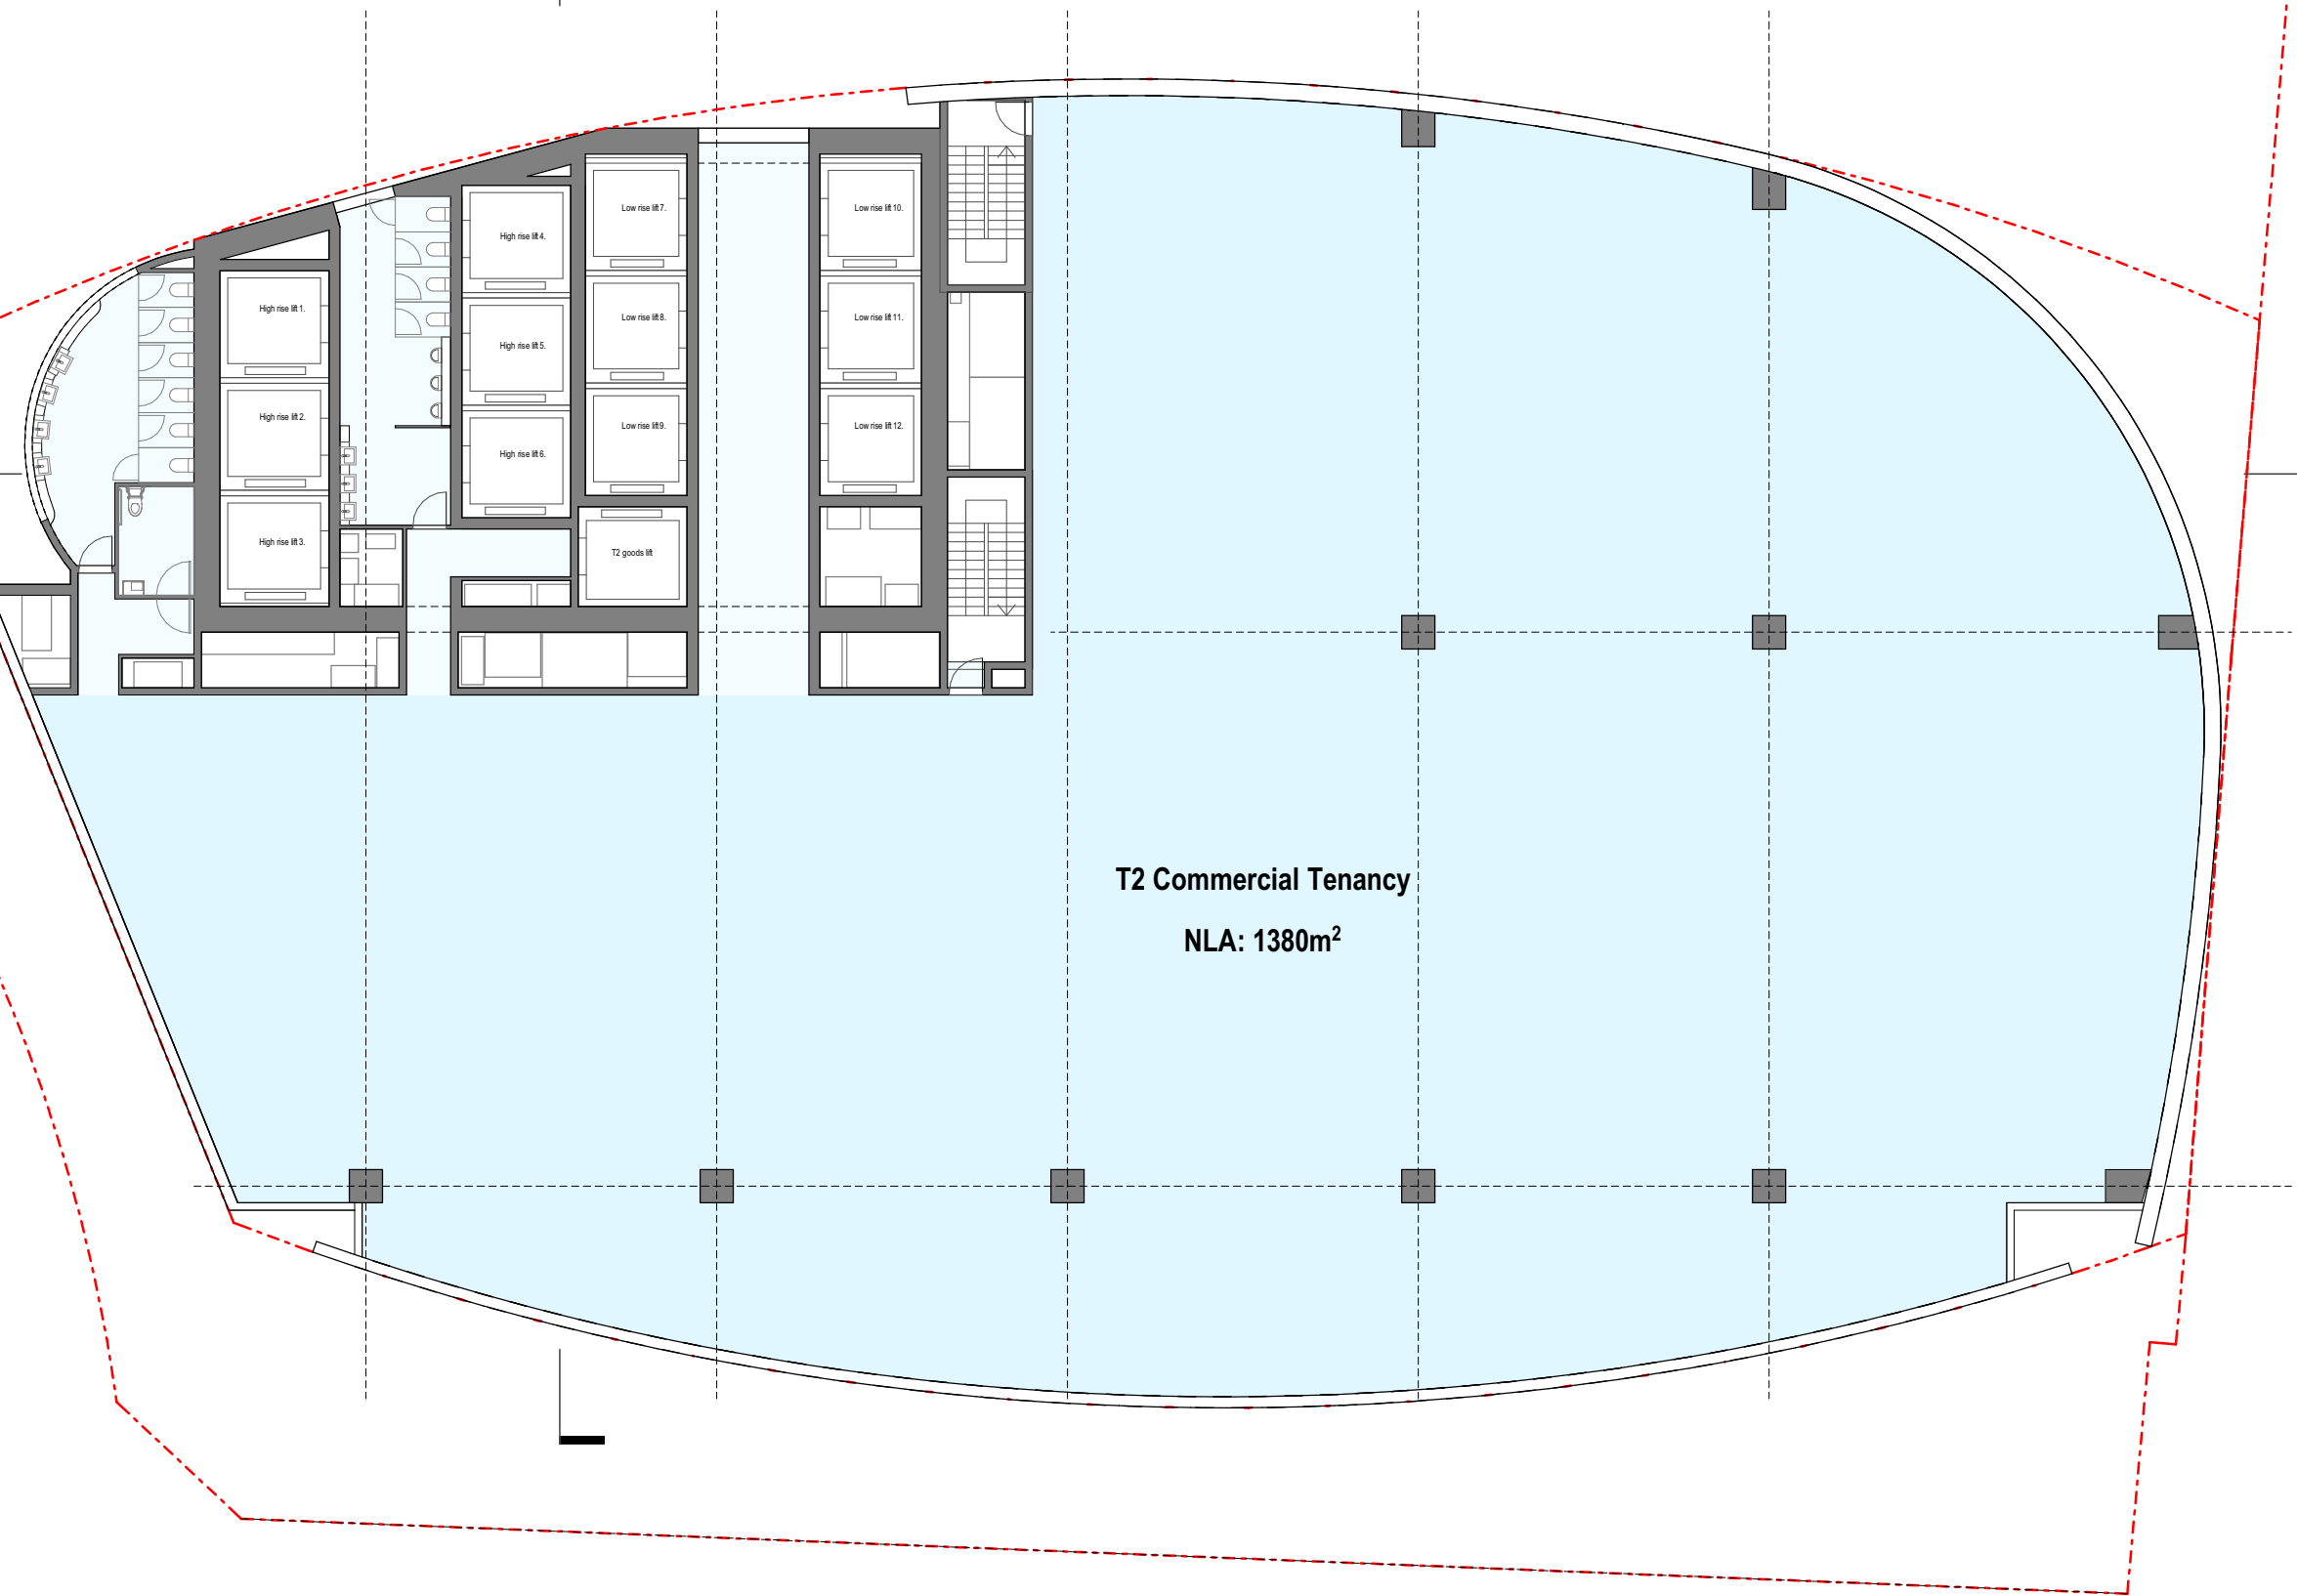 High rise lift 1.
High rise lift 2.
High rise lift 3.
High rise lift 4.
High rise lift 5.
High rise lift 6.
Low rise lift 7.
Low rise lift 8.
Low rise lift 9.
T2 goods lift
Low rise lift 10.
Low rise lift 11.
Low rise lift 12.
T2 Commercial Tenancy
NLA: 1380m²